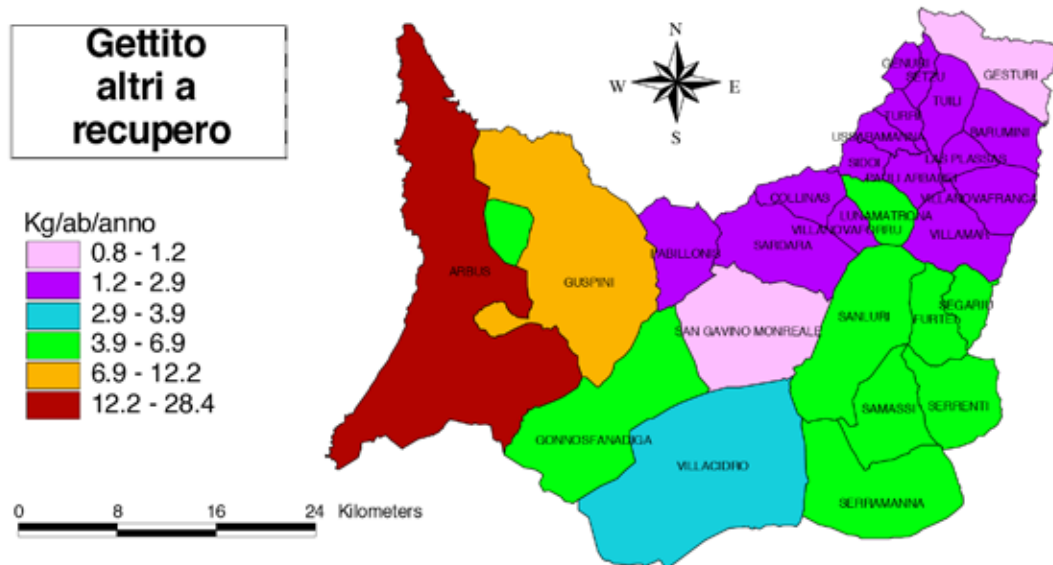 Gettito
altri a
recupero
N
W
E
S
Kg/ab/anno
0.8 - 1.2
1.2 - 2.9
2.9 - 3.9
3.9 - 6.9
6.9 - 12.2
12.2 - 28.4
0 8 16 24 Kilometers
GENURI
SETZU
GESTURI
TUILI
TURRI
BARUMINI
USSARAMANNA
SIDDI
LAS PLASSAS
PAULI ARBAREI
COLLINAS
VILLANOVAFRANCA
LUNAMATRONA
VILLANOVAFORRU
VILLAMAR
SARDARA
PABILLONIS
ARBUS
GUSPINI
SEGARIU
FURTEI
SANLURI
SAN GAVINO MONREALE
SAMASSI
SERRENTI
GONNOSFANADIGA
VILLACIDRO
SERRAMANNA